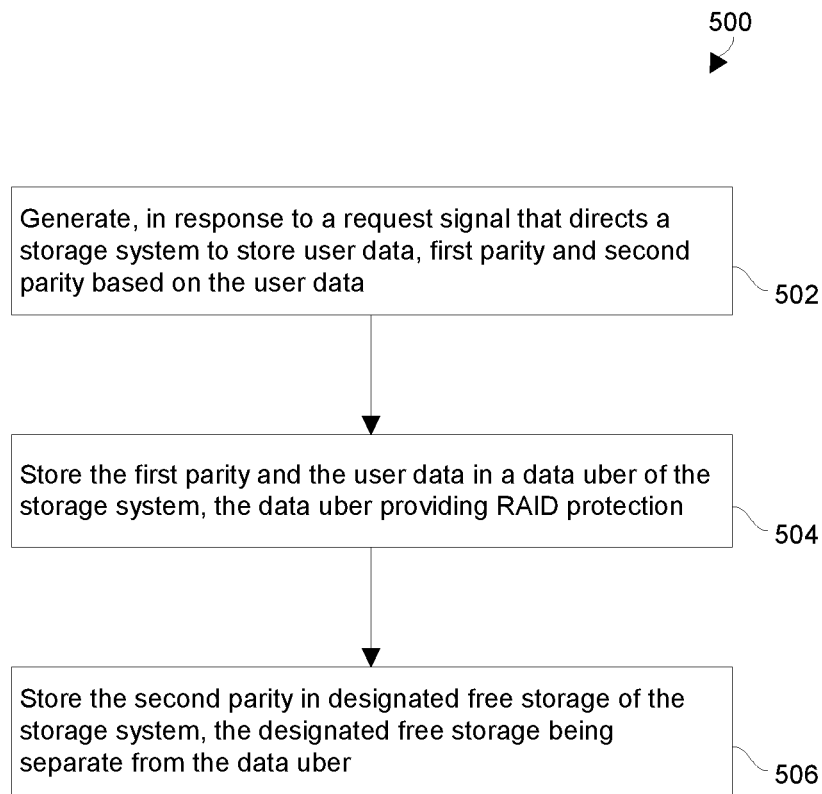 500
Generate, in response to a request signal that directs a
storage system to store user data, first parity and second
parity based on the user data
502
Store the first parity and the user data in a data uber of the
storage system, the data uber providing RAID protection
504
Store the second parity in designated free storage of the
storage system, the designated free storage being
separate from the data uber
506